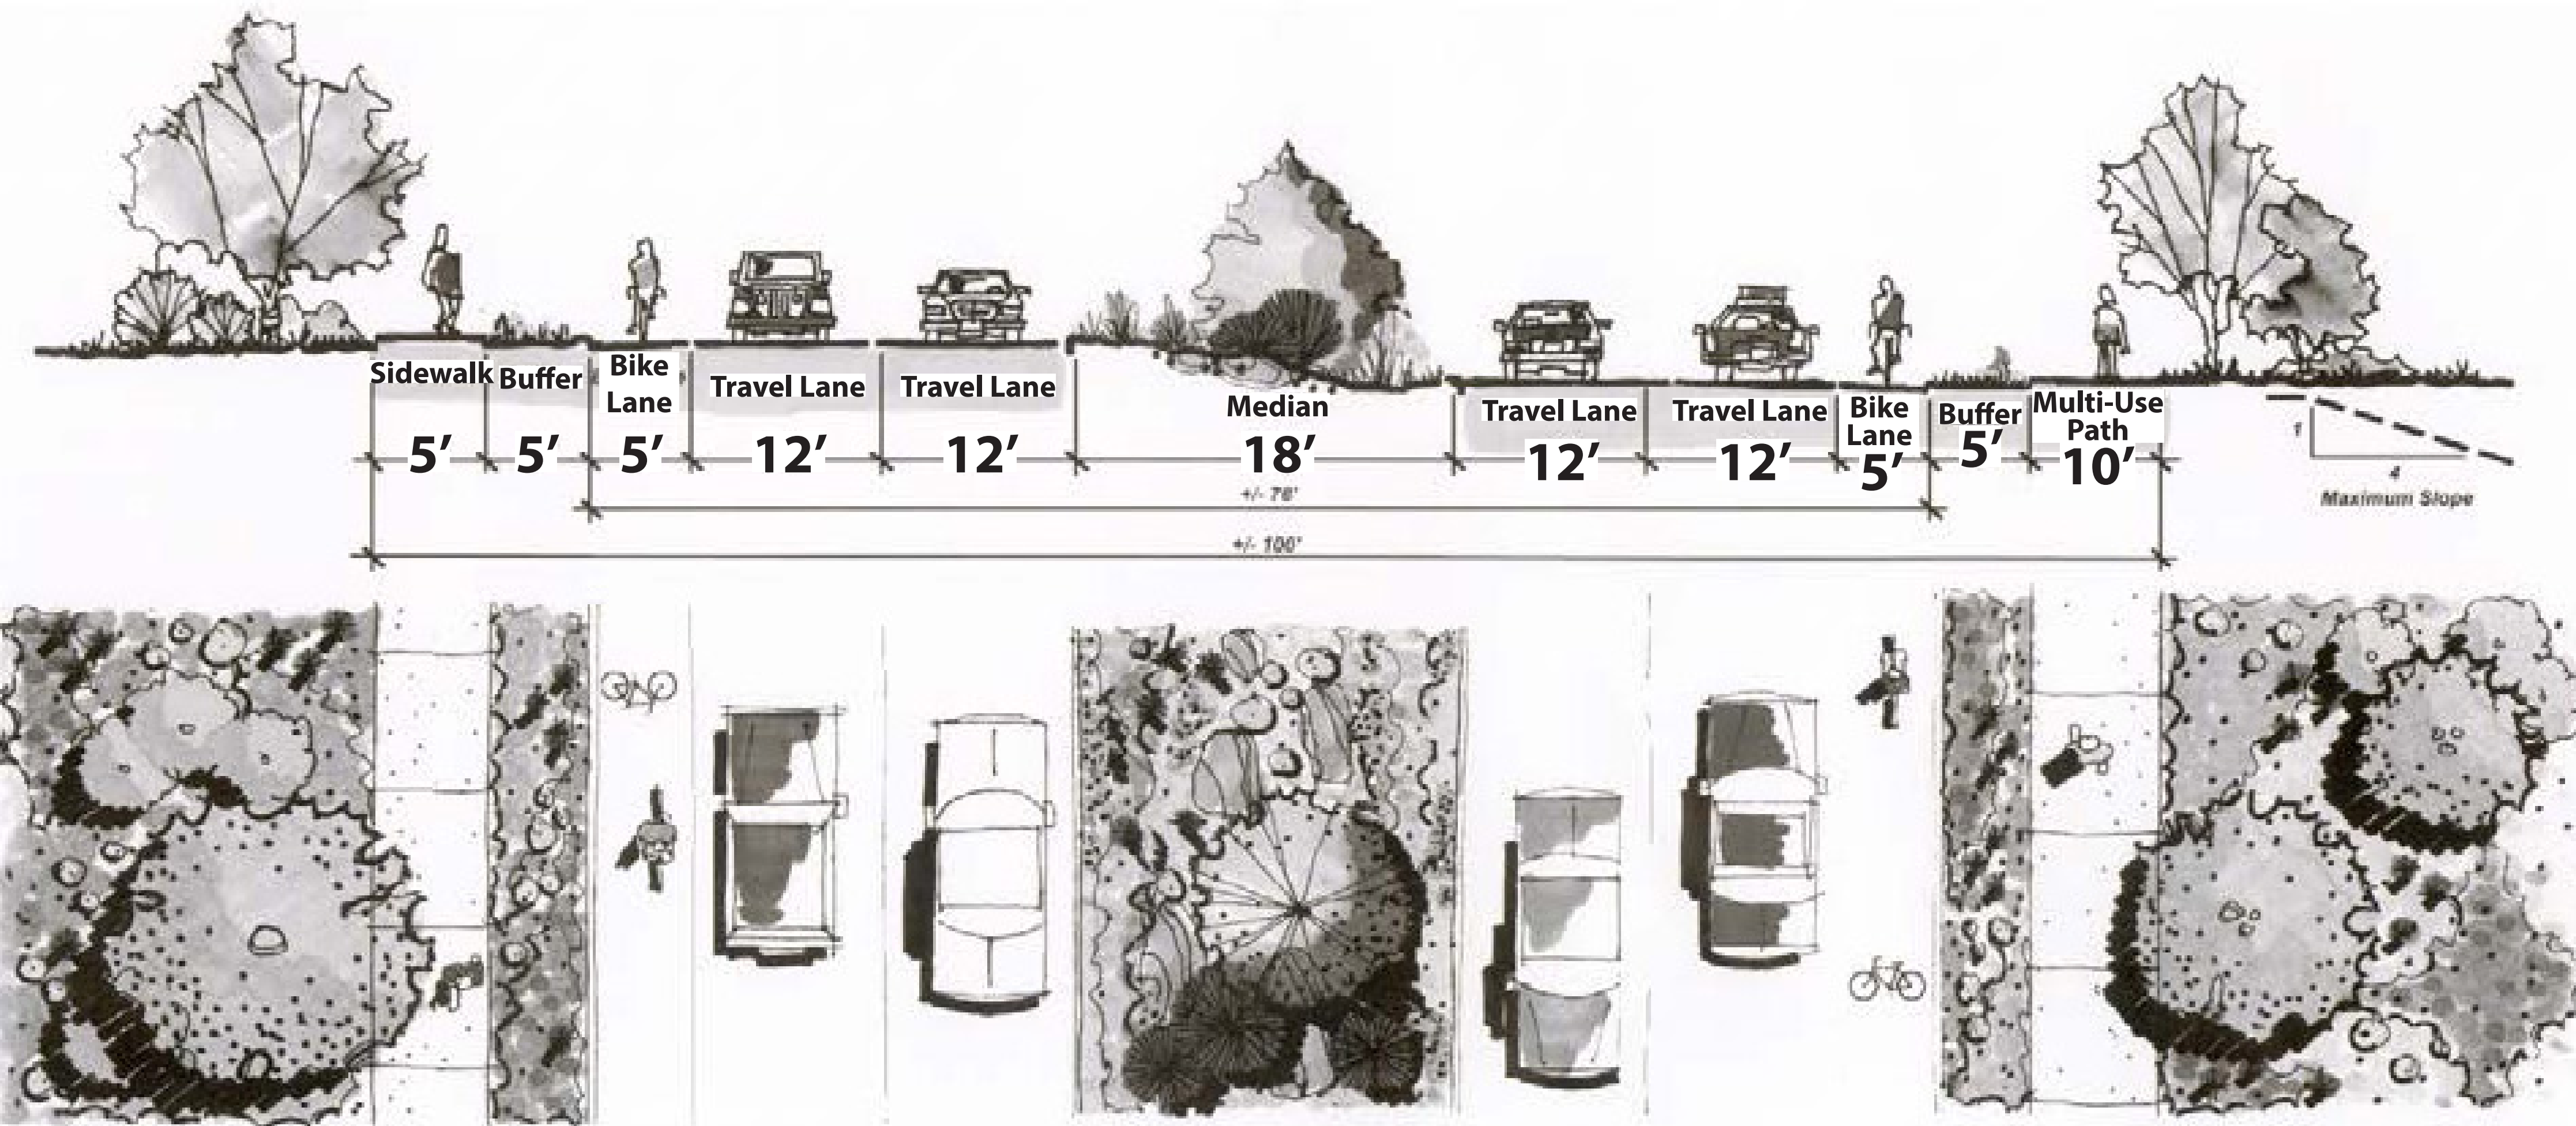 Sidewalk
Buffer
Bike
Lane
Travel Lane
Travel Lane
Median
Travel Lane
Travel Lane
Bike
Lane
Buffer
Multi-Use
Path
5’
5’
5’
12’
12’
18’
12’
12’
5’
5’
10’
+/- 76'
+/- 100'
1
4
Maximum Slope